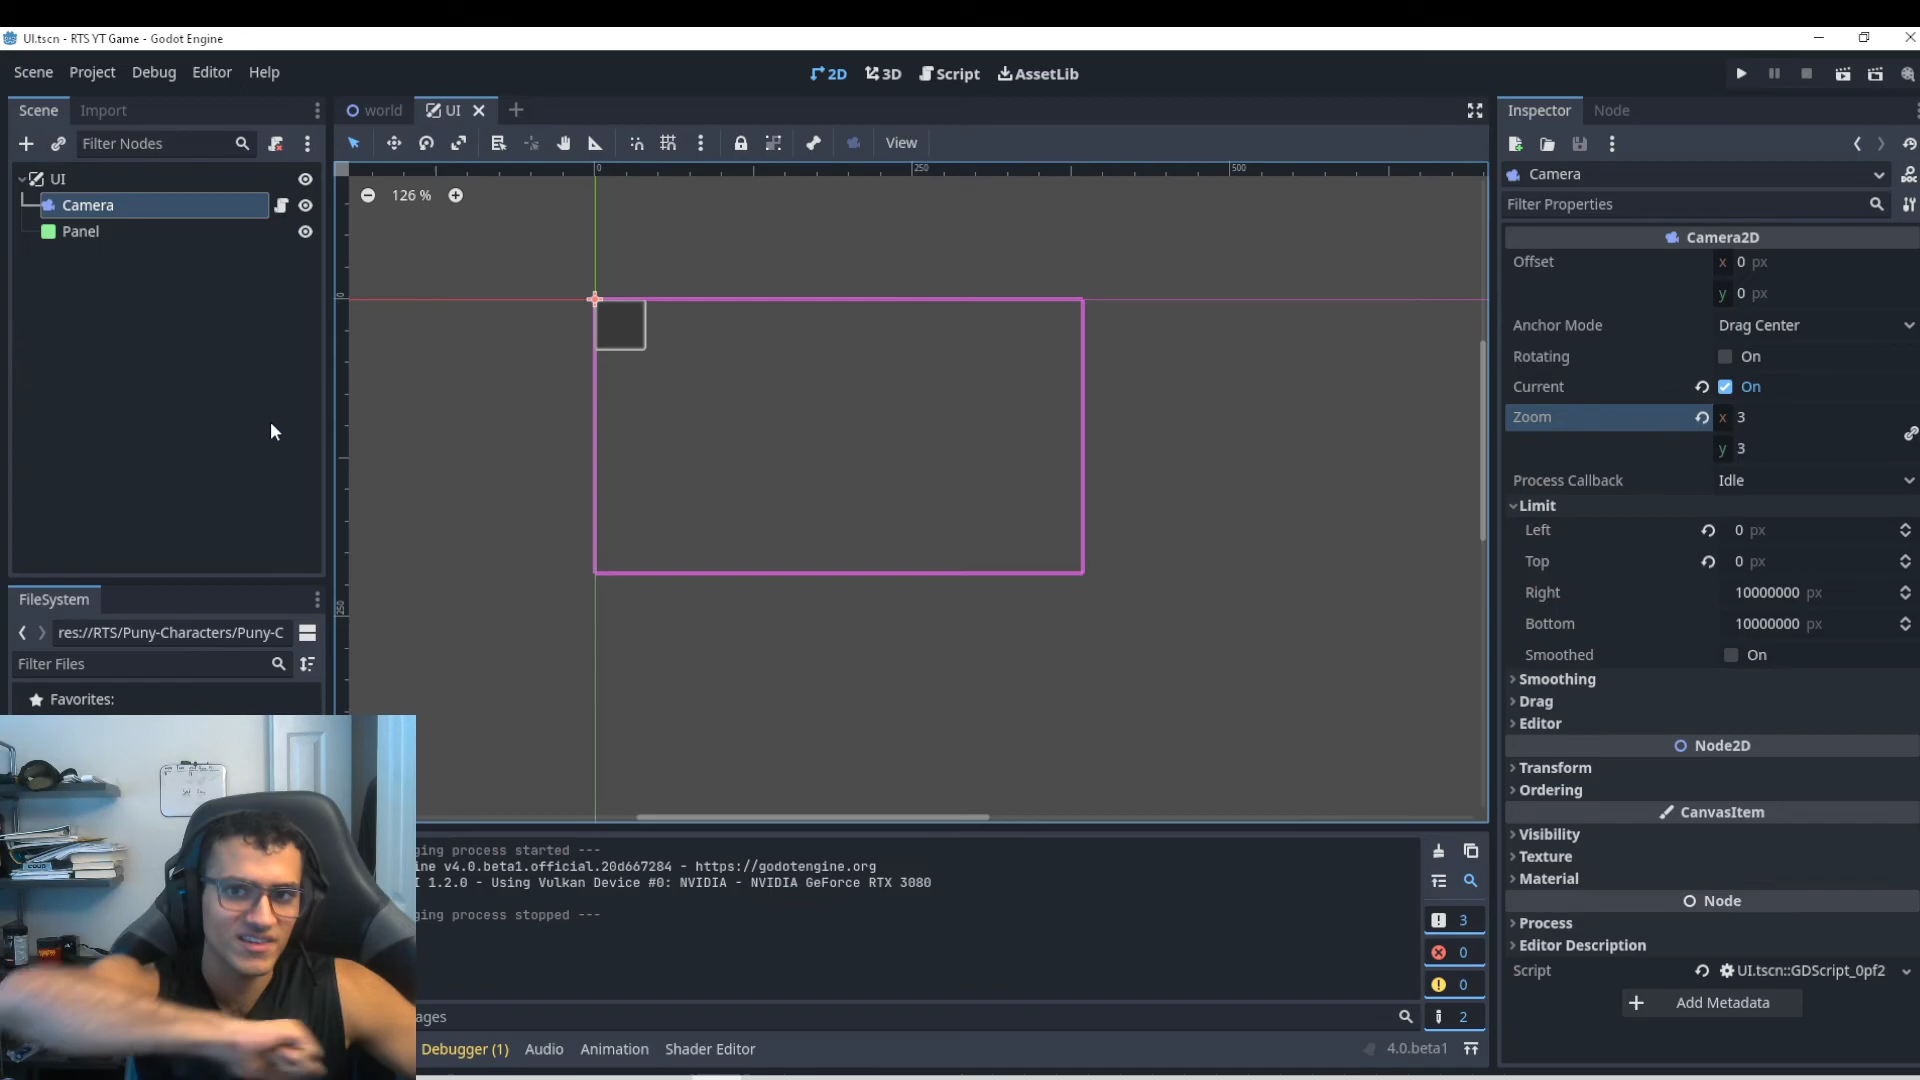 UI.tscn - RTS YT Game - Godot Engine
Scene Project Debug Editor Help
2D 3D Script AssetLib
Scene Import
world UI
Inspector Node
Filter Nodes
View
UI
Camera
Panel
126 %
0 250 500
0
250
Camera
Filter Properties
Camera2D
Offset x 0 px
y 0 px
Anchor Mode Drag Center
Rotating On
Current On
Zoom x 3
y 3
Process Callback Idle
Limit
Left 0 px
Top 0 px
Right 10000000 px
Bottom 10000000 px
Smoothed On
Smoothing
Drag
Editor
Node2D
Transform
Ordering
CanvasItem
Visibility
Texture
Material
Node
Process
Editor Description
Script UI.tscn::GDScript_0pf2
Add Metadata
FileSystem
res://RTS/Puny-Characters/Puny-C
Filter Files
Favorites:
ging process started ---
ine v4.0.beta1.official.20d667284 - https://godotengine.org
I 1.2.0 - Using Vulkan Device #0: NVIDIA - NVIDIA GeForce RTX 3080
ging process stopped ---
3
0
0
2
ages
Debugger (1) Audio Animation Shader Editor
4.0.beta1